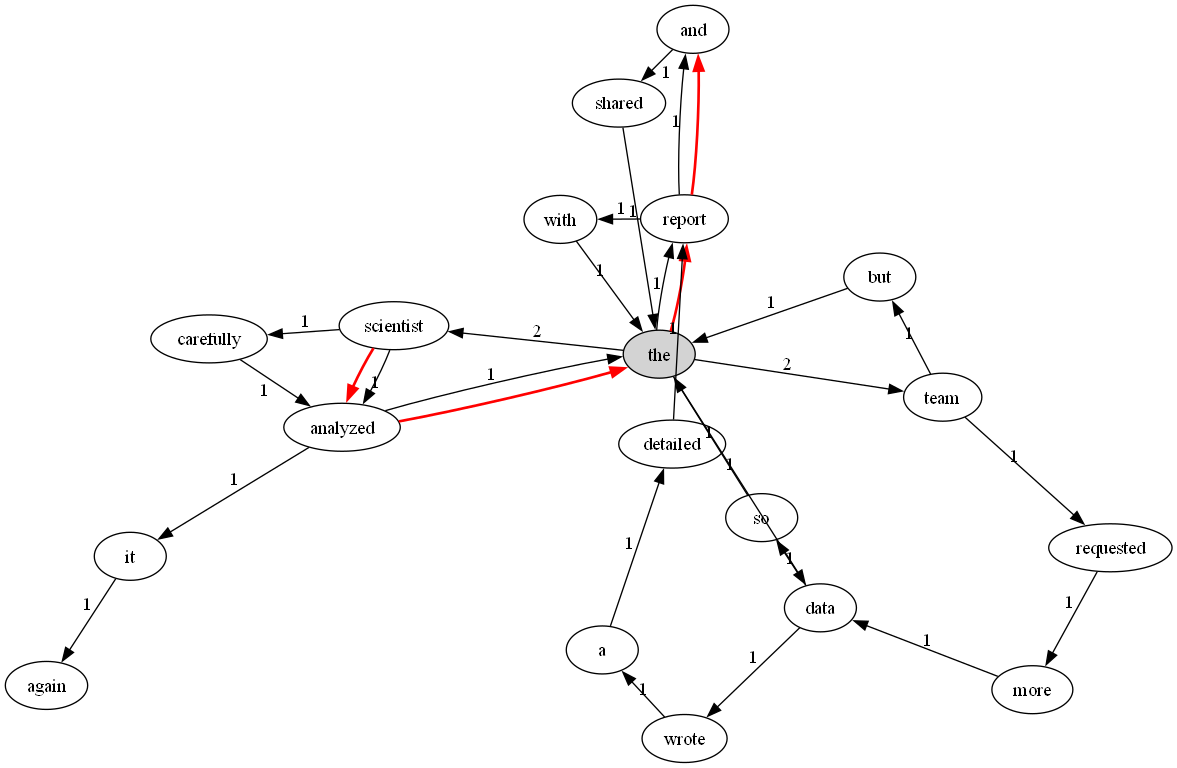 and
1
shared
1
with
1
1
report
but
1
1
1
carefully
1
scientist
2
the
1
1
2
1
1
1
team
analyzed
detailed
1
1
1
1
so
it
1
1
requested
1
data
1
1
a
1
1
again
1
more
wrote